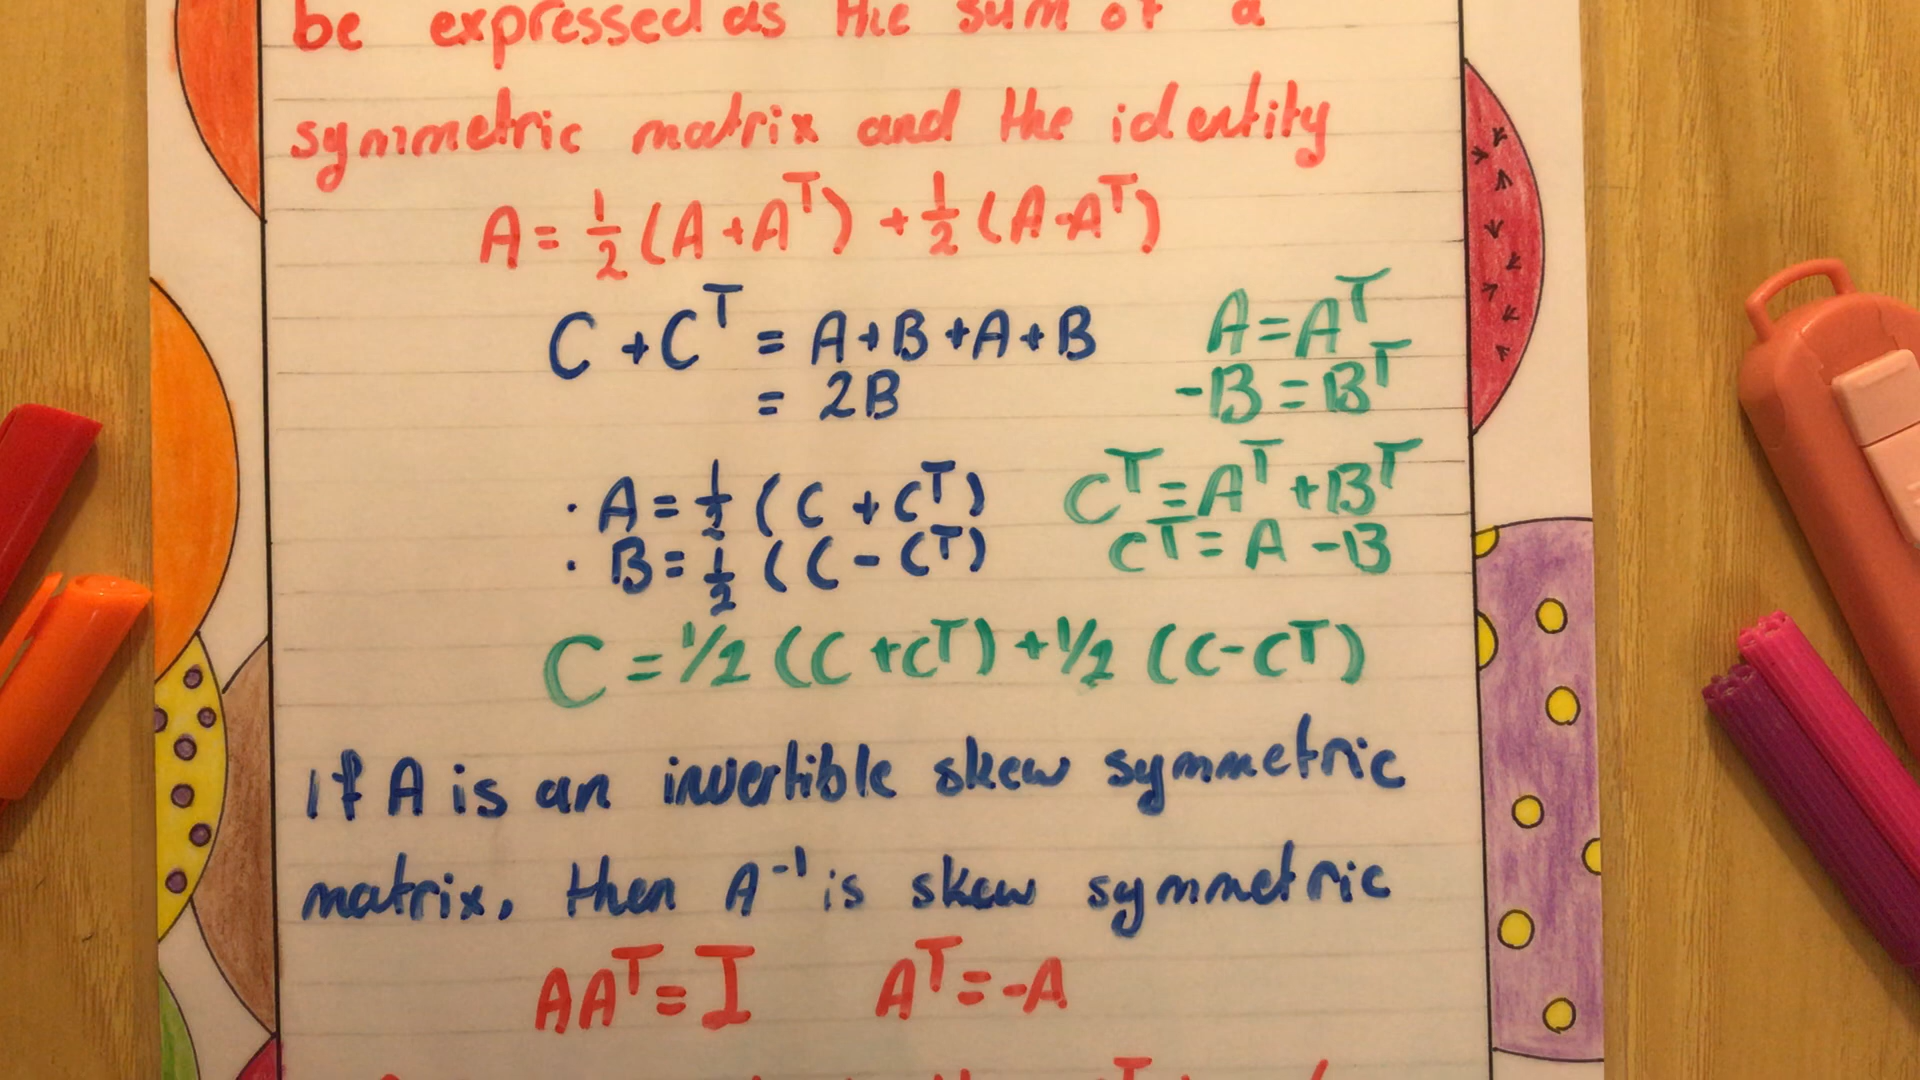 be expressed as the sum of a
symmetric matrix and the identity
A = 1/2 (A + Aᵀ) + 1/2 (A - Aᵀ)
C + Cᵀ = A + B + A + B
= 2B
A = Aᵀ
-B = Bᵀ
· A = 1/2 (C + Cᵀ)
· B = 1/2 (C - Cᵀ)
Cᵀ = Aᵀ + Bᵀ
Cᵀ = A - B
C = 1/2 (C + Cᵀ) + 1/2 (C - Cᵀ)
If A is an invertible skew symmetric
matrix, then A⁻¹ is skew symmetric
AAᵀ = I Aᵀ = -A